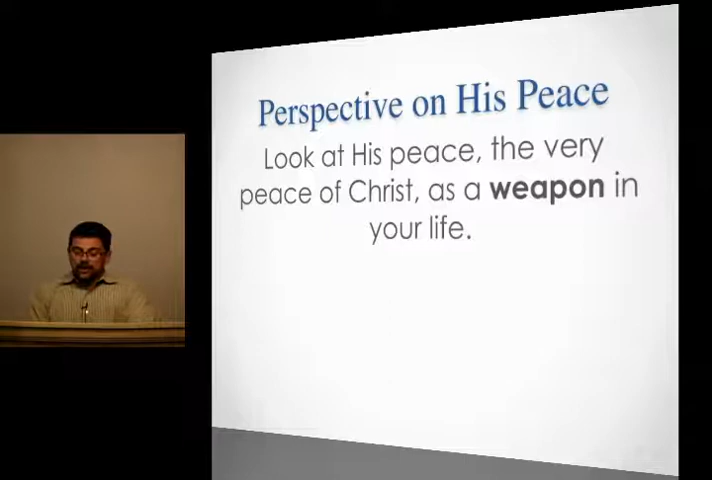 Perspective on His Peace
Look at His peace, the very
peace of Christ, as a weapon in
your life.